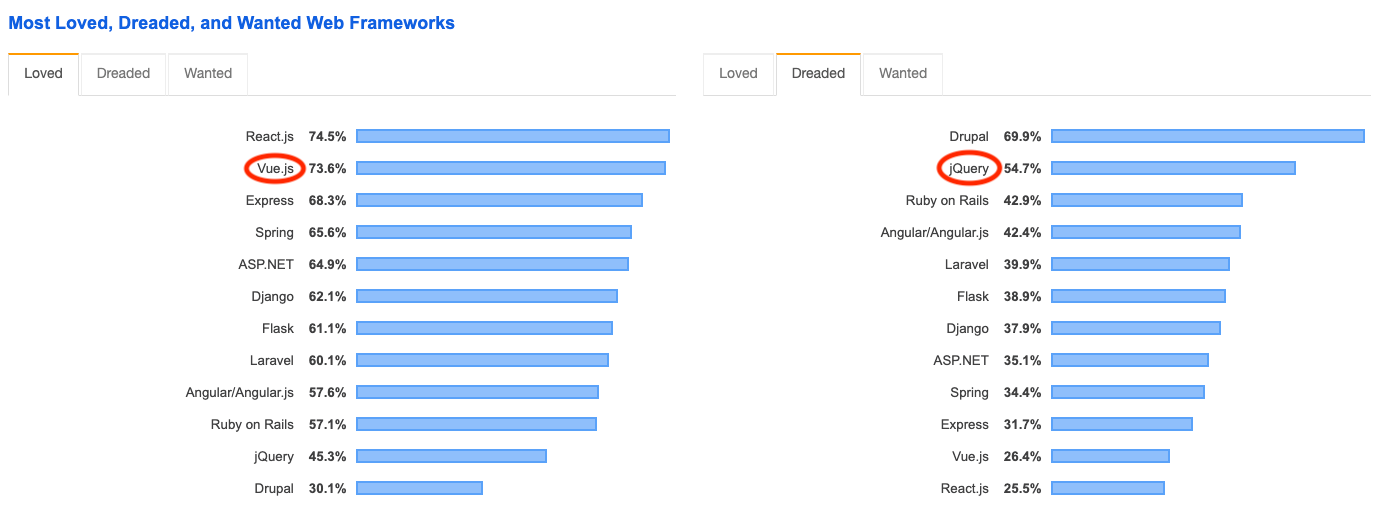 Most Loved, Dreaded, and Wanted Web Frameworks
Loved Dreaded Wanted
React.js 74.5%
Vue.js 73.6%
Express 68.3%
Spring 65.6%
ASP.NET 64.9%
Django 62.1%
Flask 61.1%
Laravel 60.1%
Angular/Angular.js 57.6%
Ruby on Rails 57.1%
jQuery 45.3%
Drupal 30.1%
Loved Dreaded Wanted
Drupal 69.9%
jQuery 54.7%
Ruby on Rails 42.9%
Angular/Angular.js 42.4%
Laravel 39.9%
Flask 38.9%
Django 37.9%
ASP.NET 35.1%
Spring 34.4%
Express 31.7%
Vue.js 26.4%
React.js 25.5%